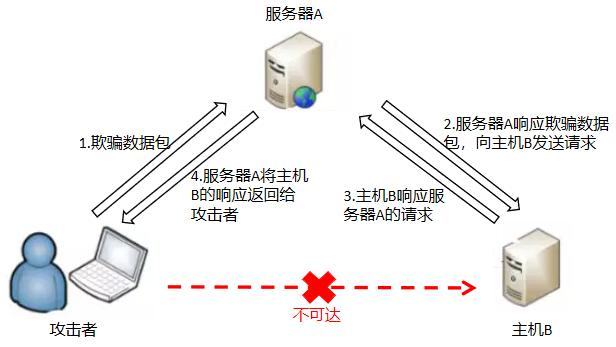 服务器A
1.欺骗数据包
2.服务器A响应欺骗数据
包，向主机B发送请求
4.服务器A将主机
B的响应返回给
攻击者
3.主机B响应服
务器A的请求
不可达
攻击者
主机B